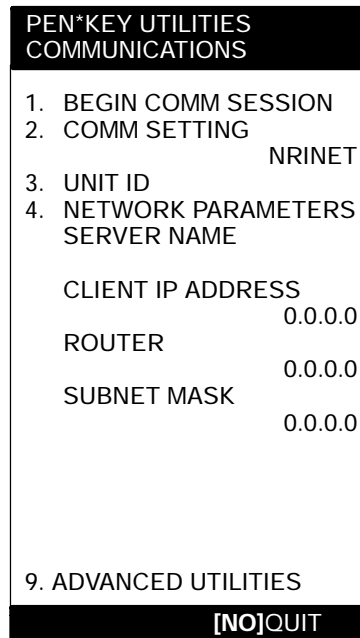 PEN*KEY UTILITIES
COMMUNICATIONS
1. BEGIN COMM SESSION
2. COMM SETTING
NRINET
3. UNIT ID
4. NETWORK PARAMETERS
SERVER NAME
CLIENT IP ADDRESS
0.0.0.0
ROUTER
0.0.0.0
SUBNET MASK
0.0.0.0
9. ADVANCED UTILITIES
[NO]QUIT